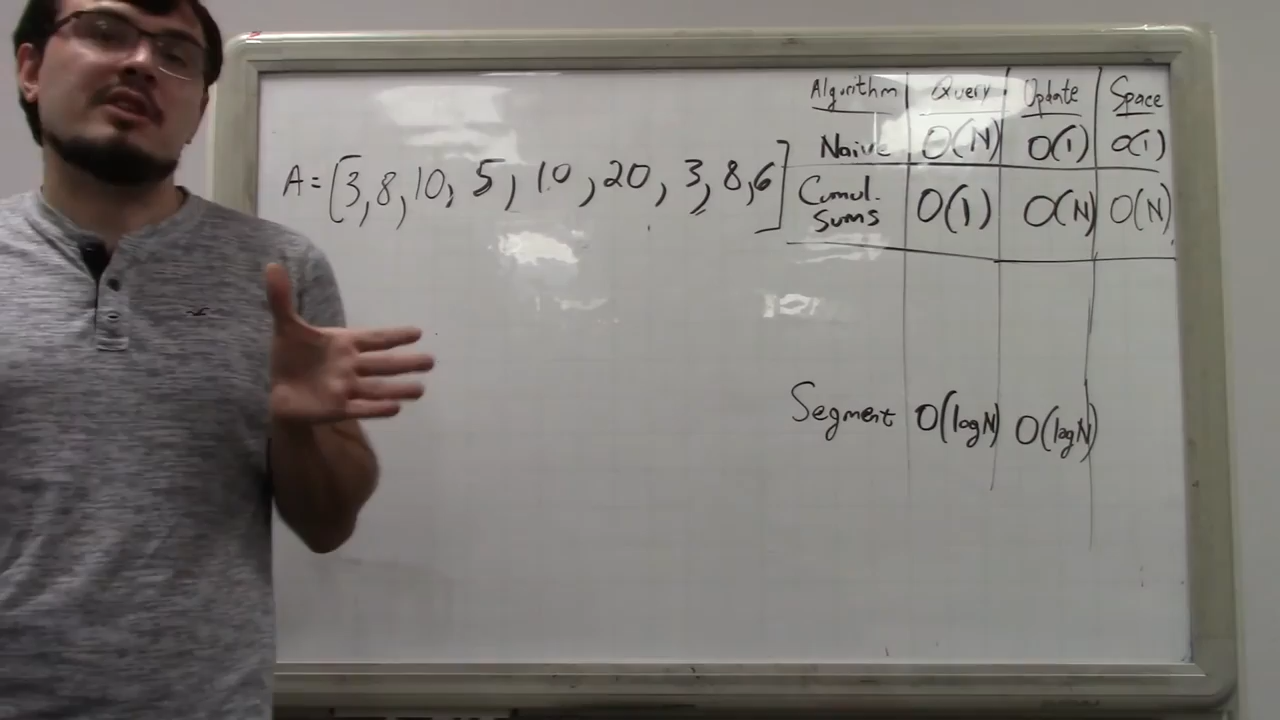 Algorithm Query Update Space
Naive O(N) O(1) O(1)
A = [3, 8, 10, 5, 10, 20, 3, 8, 6]
Cumul. Sums O(1) O(N) O(N)
Segment O(logN) O(logN)